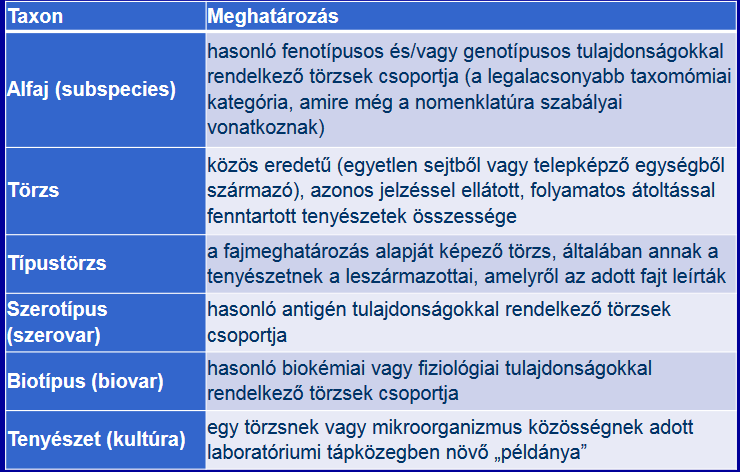 Taxon
Meghatározás
Alfaj (subspecies)
hasonló fenotípusos és/vagy genotípusos tulajdonságokkal
rendelkező törzsek csoportja (a legalacsonyabb taxomómiai
kategória, amire még a nomenklatúra szabályai
vonatkoznak)
Törzs
közös eredetű (egyetlen sejtből vagy telepképző egységből
származó), azonos jelzéssel ellátott, folyamatos átoltással
fenntartott tenyészetek összessége
Típustörzs
a fajmeghatározás alapját képező törzs, általában annak a
tenyészetnek a leszármazottai, amelyről az adott fajt leírták
Szerotípus
(szerovar)
hasonló antigén tulajdonságokkal rendelkező törzsek
csoportja
Biotípus (biovar)
hasonló biokémiai vagy fiziológiai tulajdonságokkal
rendelkező törzsek csoportja
Tenyészet (kultúra)
egy törzsnek vagy mikroorganizmus közösségnek adott
laboratóriumi tápközegben növő „példánya”